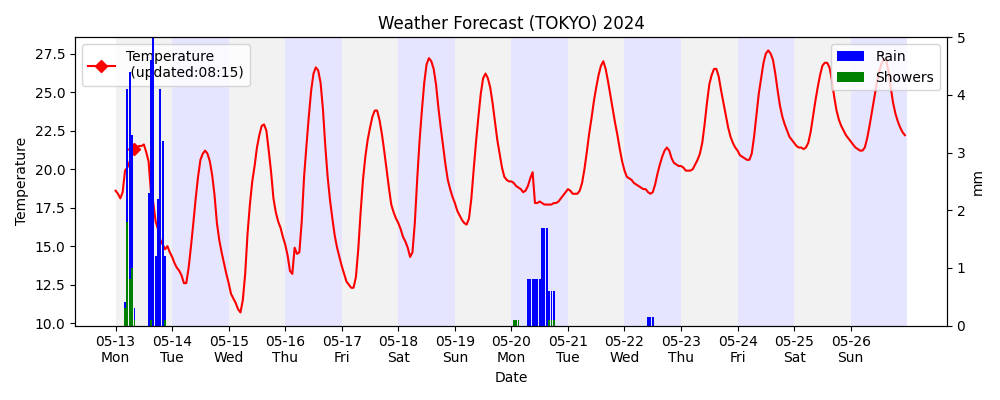 Weather Forecast (TOKYO) 2024
Temperature
(updated:08:15)
Rain
Showers
27.5
25.0
22.5
20.0
17.5
15.0
12.5
10.0
Temperature
5
4
3
2
1
0
mm
05-13 05-14 05-15 05-16 05-17 05-18 05-19 05-20 05-21 05-22 05-23 05-24 05-25 05-26
Mon Tue Wed Thu Fri Sat Sun Mon Tue Wed Thu Fri Sat Sun
Date